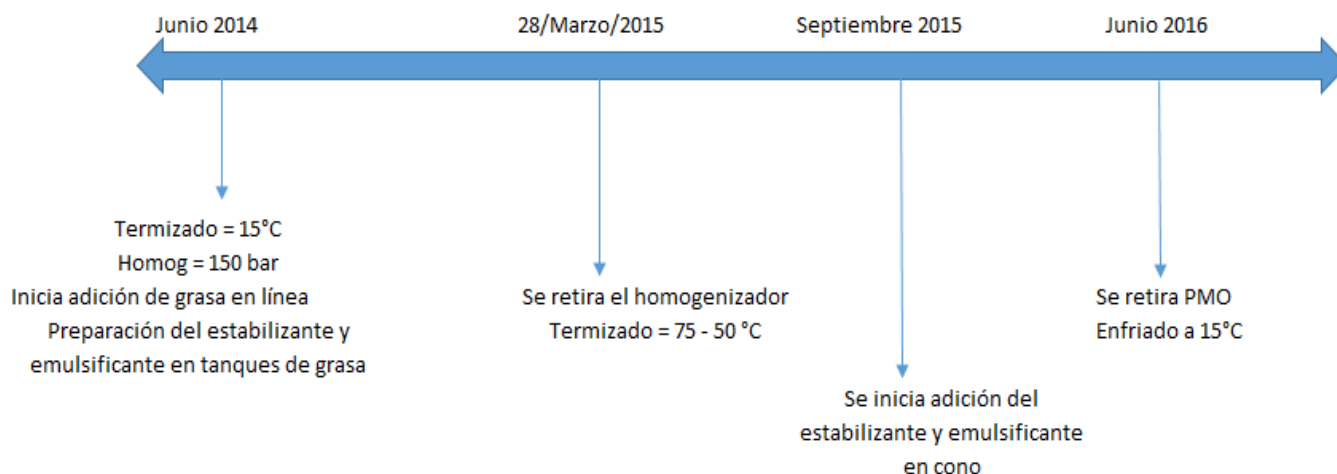 Junio 2014
28/Marzo/2015
Septiembre 2015
Junio 2016
Termizado = 15°C
Homog = 150 bar
Inicia adición de grasa en línea
Preparación del estabilizante y
emulsificante en tanques de grasa
Se retira el homogenizador
Termizado = 75 - 50 °C
Se inicia adición del
estabilizante y emulsificante
en cono
Se retira PMO
Enfriado a 15°C